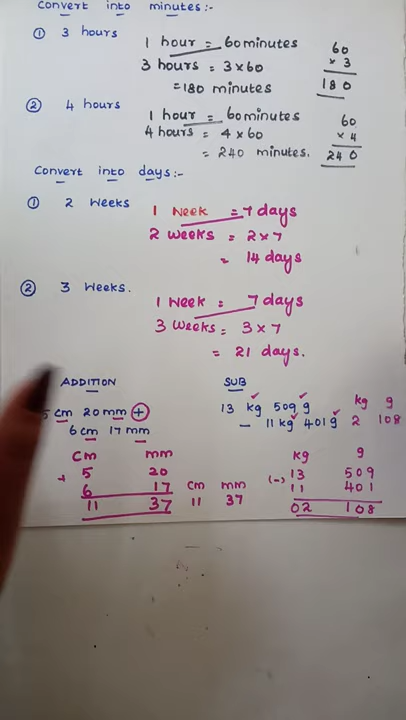 Convert into minutes:-
① 3 hours
1 hour = 60 minutes
3 hours = 3×60
= 180 minutes
60
× 3
180
② 4 hours
1 hour = 60 minutes
4 hours = 4 × 60
= 240 minutes.
60
× 4
240
Convert into days:-
① 2 Weeks
1 Week = 7 days
2 Weeks = 2×7
= 14 days
② 3 Weeks.
1 Week = 7 days
3 Weeks = 3×7
= 21 days.
ADDITION
5 cm 20 mm +
6 cm 17 mm
Cm mm
+ 5 20
6 17
11 37
cm mm
11 37
SUB
13 kg 509 g
- 11 kg 401 g
kg g
2 108
kg g
(-) 13 509
11 401
02 108